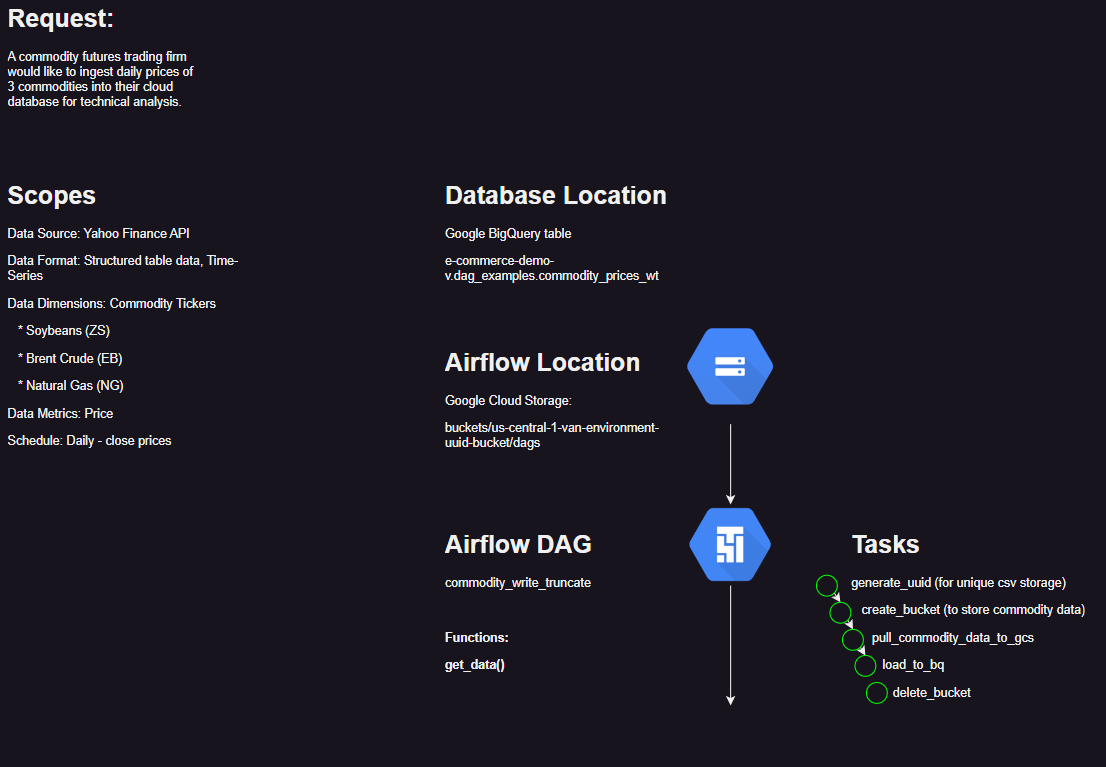 Request:
A commodity futures trading firm
would like to ingest daily prices of
3 commodities into their cloud
database for technical analysis.
Scopes
Data Source: Yahoo Finance API
Data Format: Structured table data, Time-
Series
Data Dimensions: Commodity Tickers
* Soybeans (ZS)
* Brent Crude (EB)
* Natural Gas (NG)
Data Metrics: Price
Schedule: Daily - close prices
Database Location
Google BigQuery table
e-commerce-demo-
v.dag_examples.commodity_prices_wt
Airflow Location
Google Cloud Storage:
buckets/us-central-1-van-environment-
uuid-bucket/dags
Airflow DAG
commodity_write_truncate
Functions:
get_data()
Tasks
generate_uuid (for unique csv storage)
create_bucket (to store commodity data)
pull_commodity_data_to_gcs
load_to_bq
delete_bucket